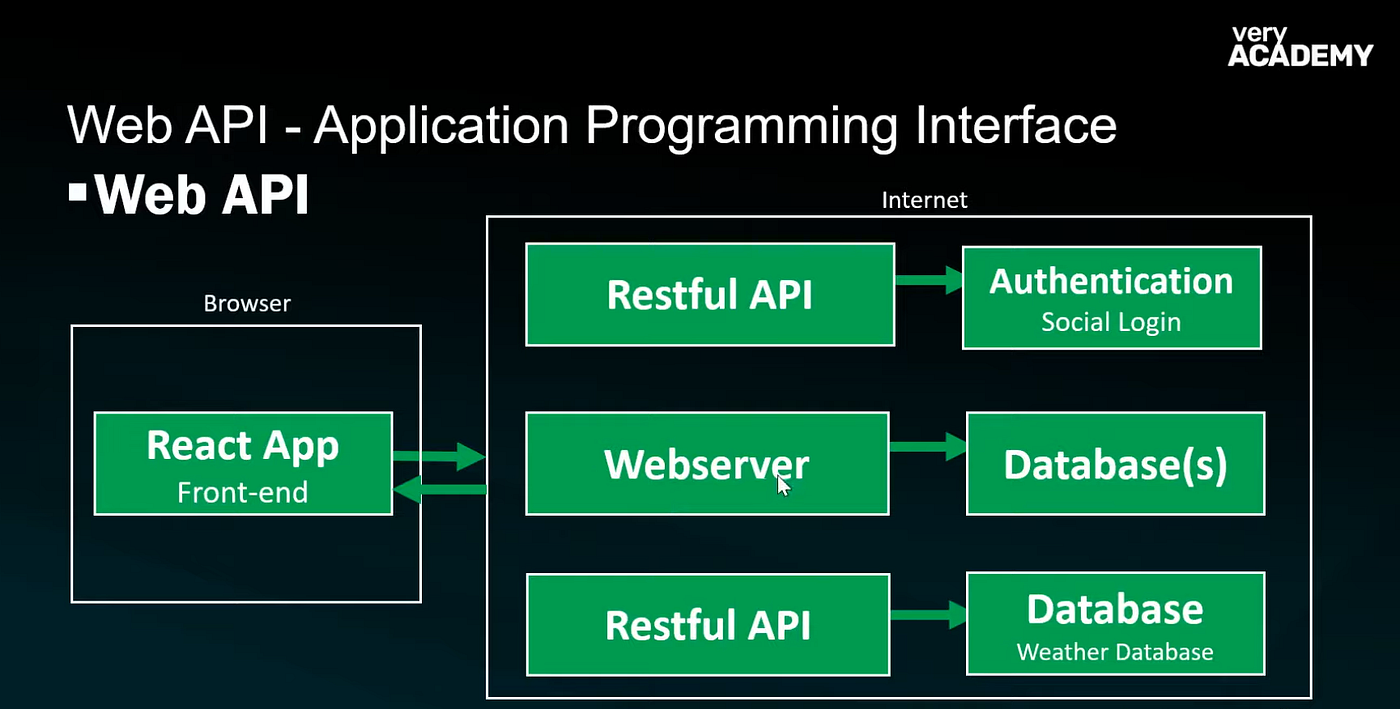 very
ACADEMY
Web API - Application Programming Interface
Web API
Internet
Restful API
Authentication
Social Login
Browser
React App
Front-end
Webserver
Database(s)
Restful API
Database
Weather Database